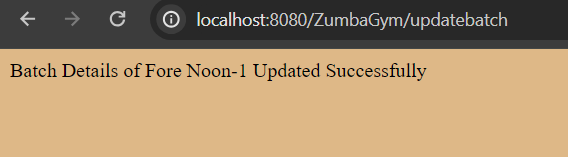 localhost:8080/ZumbaGym/updatebatch
Batch Details of Fore Noon-1 Updated Successfully